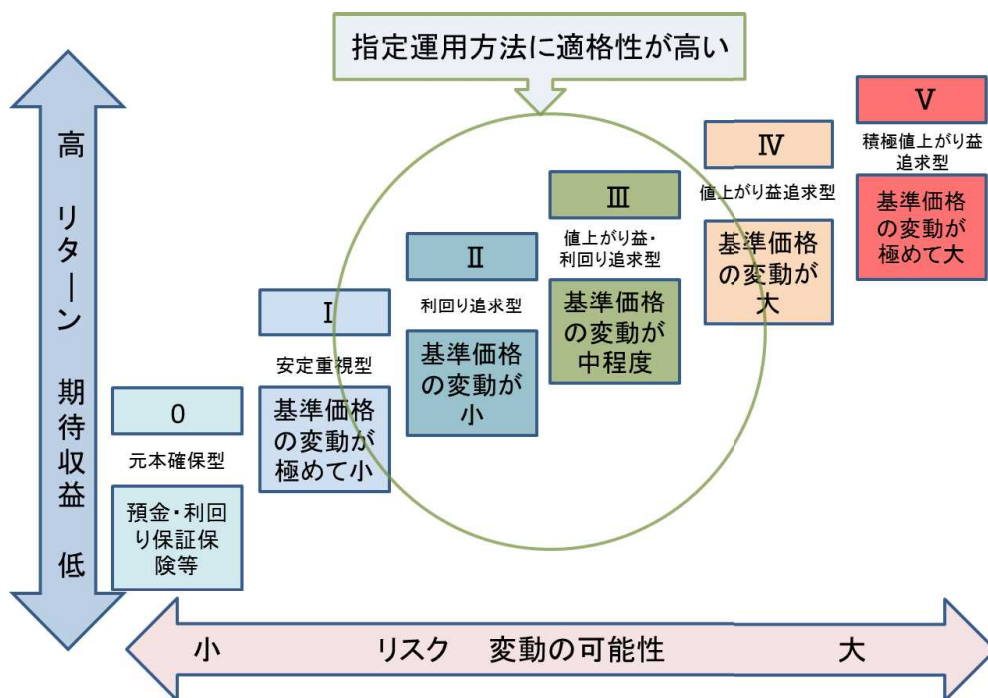 指定運用方法に適格性が高い
高 リターン 期待収益 低
Ⅴ
積極値上がり益
追求型
基準価格
の変動が
極めて大
Ⅳ
値上がり益追求型
基準価格
の変動が
大
Ⅲ
値上がり益・
利回り追求型
基準価格
の変動が
中程度
Ⅱ
利回り追求型
基準価格
の変動が
小
Ⅰ
安定重視型
基準価格
の変動が
極めて小
0
元本確保型
預金・利回
り保証保
険等
小 リスク 変動の可能性 大